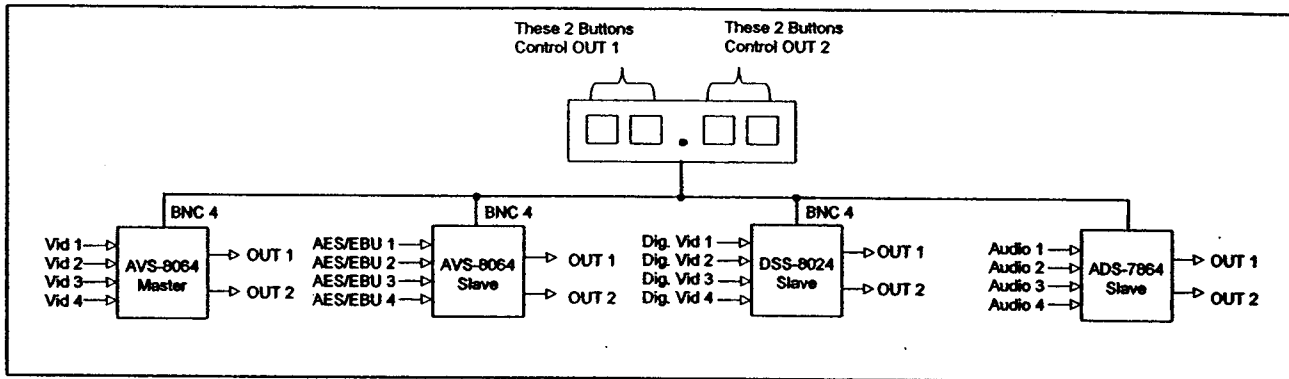 These 2 Buttons
Control OUT 1
These 2 Buttons
Control OUT 2
BNC 4
Vid 1
Vid 2
Vid 3
Vid 4
AVS-8064
Master
OUT 1
OUT 2
BNC 4
AES/EBU 1
AES/EBU 2
AES/EBU 3
AES/EBU 4
AVS-8064
Slave
OUT 1
OUT 2
BNC 4
Dig. Vid 1
Dig. Vid 2
Dig. Vid 3
Dig. Vid 4
DSS-8024
Slave
OUT 1
OUT 2
Audio 1
Audio 2
Audio 3
Audio 4
ADS-7864
Slave
OUT 1
OUT 2